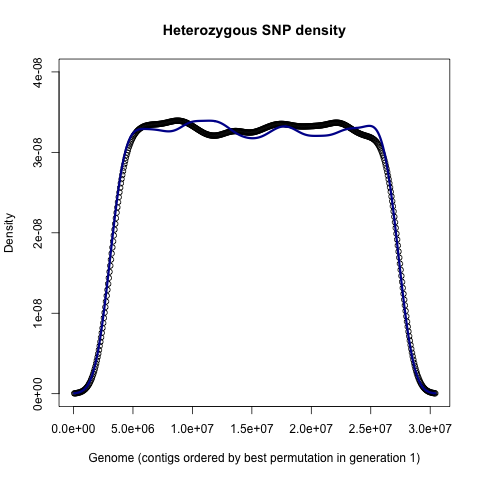 Heterozygous SNP density
4e-08
3e-08
2e-08
1e-08
0e+00
Density
0.0e+00 5.0e+06 1.0e+07 1.5e+07 2.0e+07 2.5e+07 3.0e+07
Genome (contigs ordered by best permutation in generation 1)